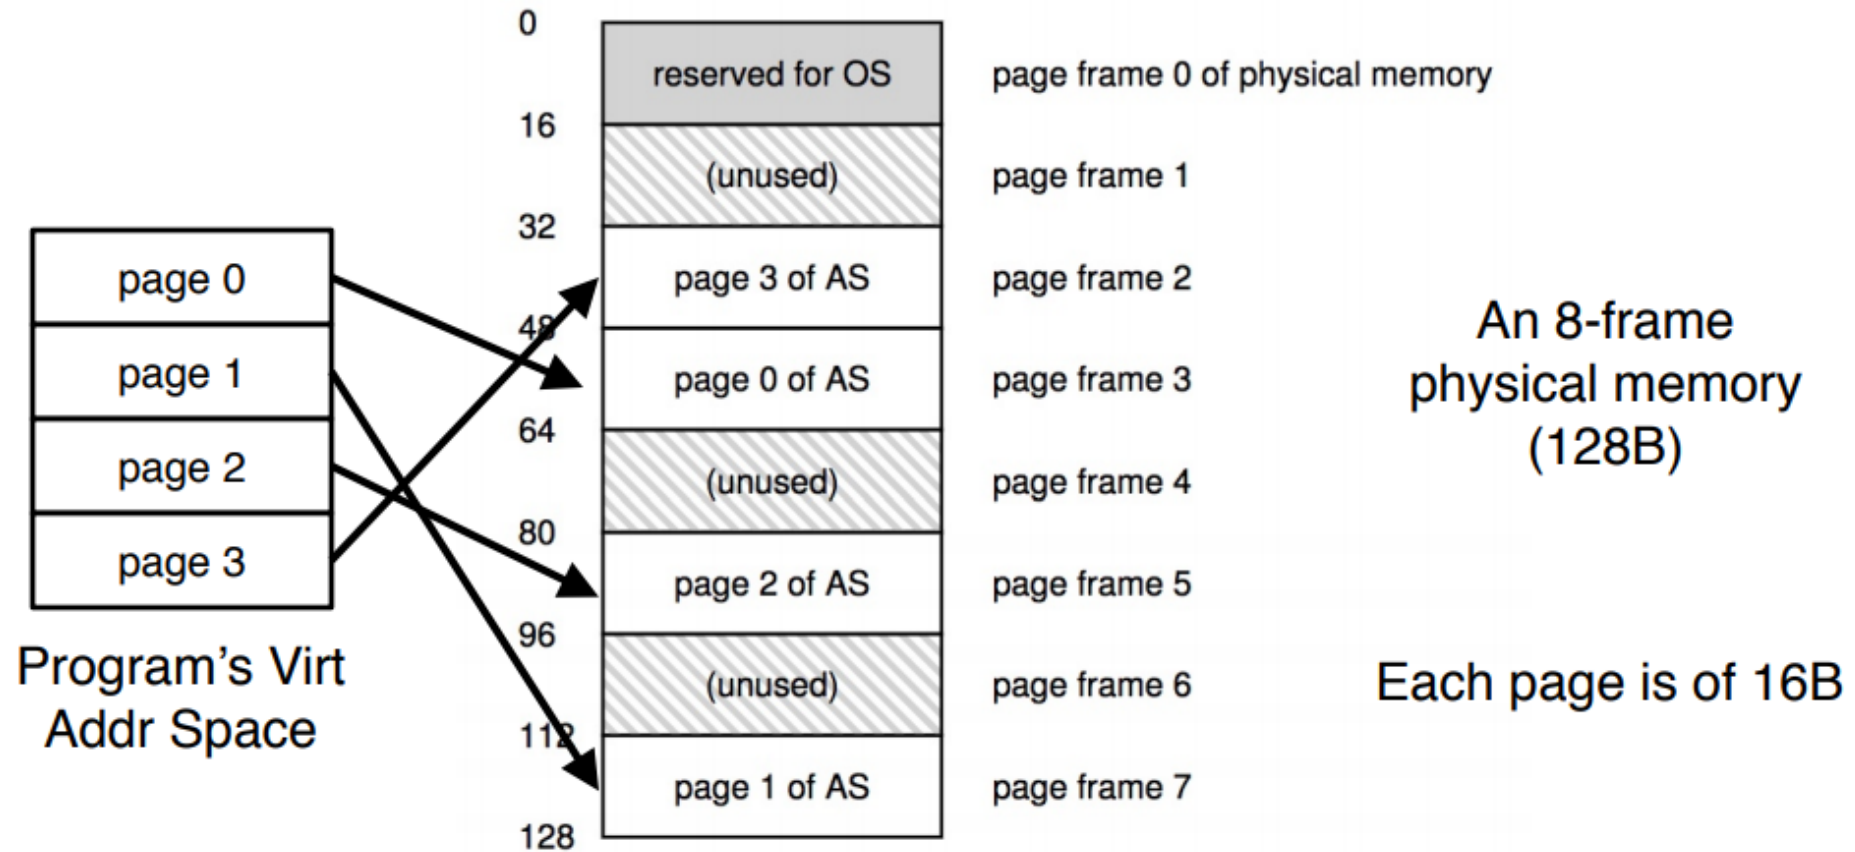 page 0
page 1
page 2
page 3
Program's Virt
Addr Space
0
reserved for OS
page frame 0 of physical memory
16
(unused)
page frame 1
32
page 3 of AS
page frame 2
48
page 0 of AS
page frame 3
64
(unused)
page frame 4
80
page 2 of AS
page frame 5
96
(unused)
page frame 6
112
page 1 of AS
page frame 7
128
An 8-frame
physical memory
(128B)
Each page is of 16B